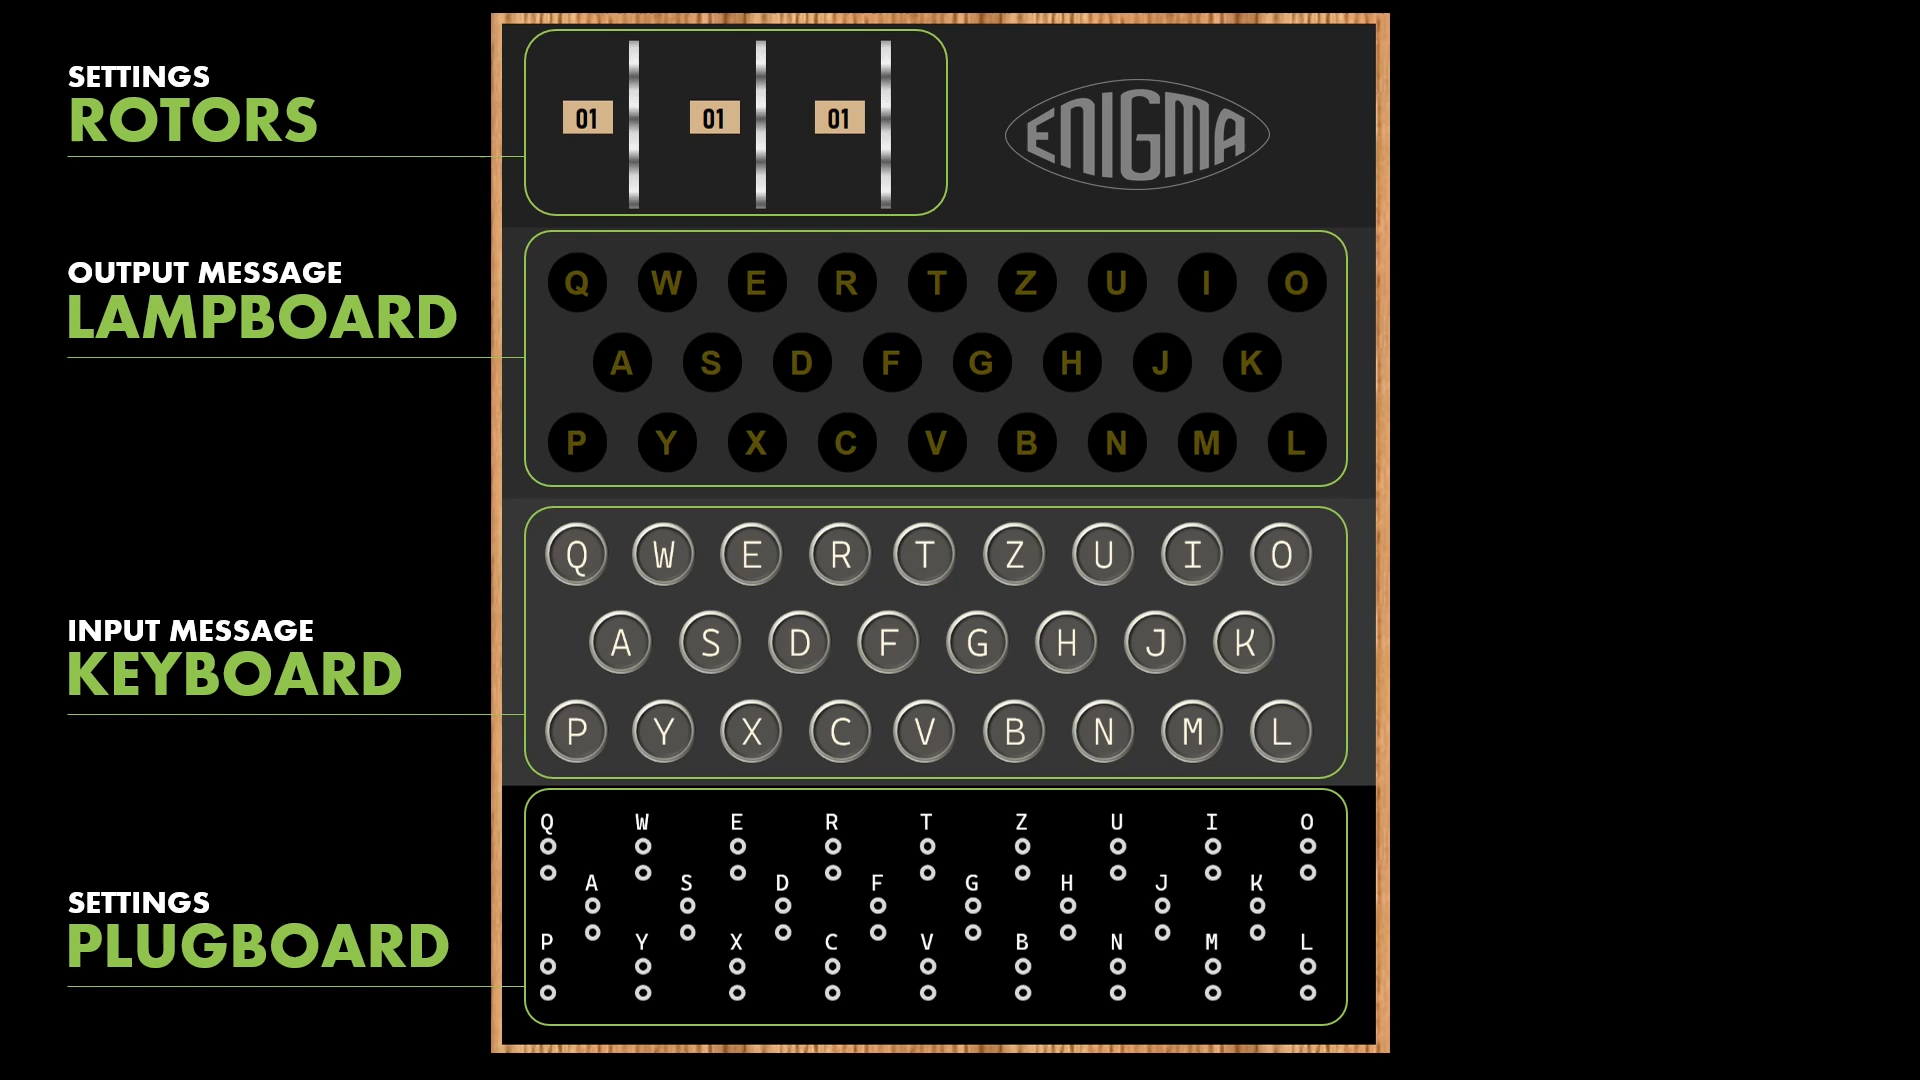 SETTINGS
ROTORS
01 01 01
ENIGMA
OUTPUT MESSAGE
LAMPBOARD
Q W E R T Z U I O
A S D F G H J K
P Y X C V B N M L
INPUT MESSAGE
KEYBOARD
Q W E R T Z U I O
A S D F G H J K
P Y X C V B N M L
SETTINGS
PLUGBOARD
Q W E R T Z U I O
A S D F G H J K
P Y X C V B N M L